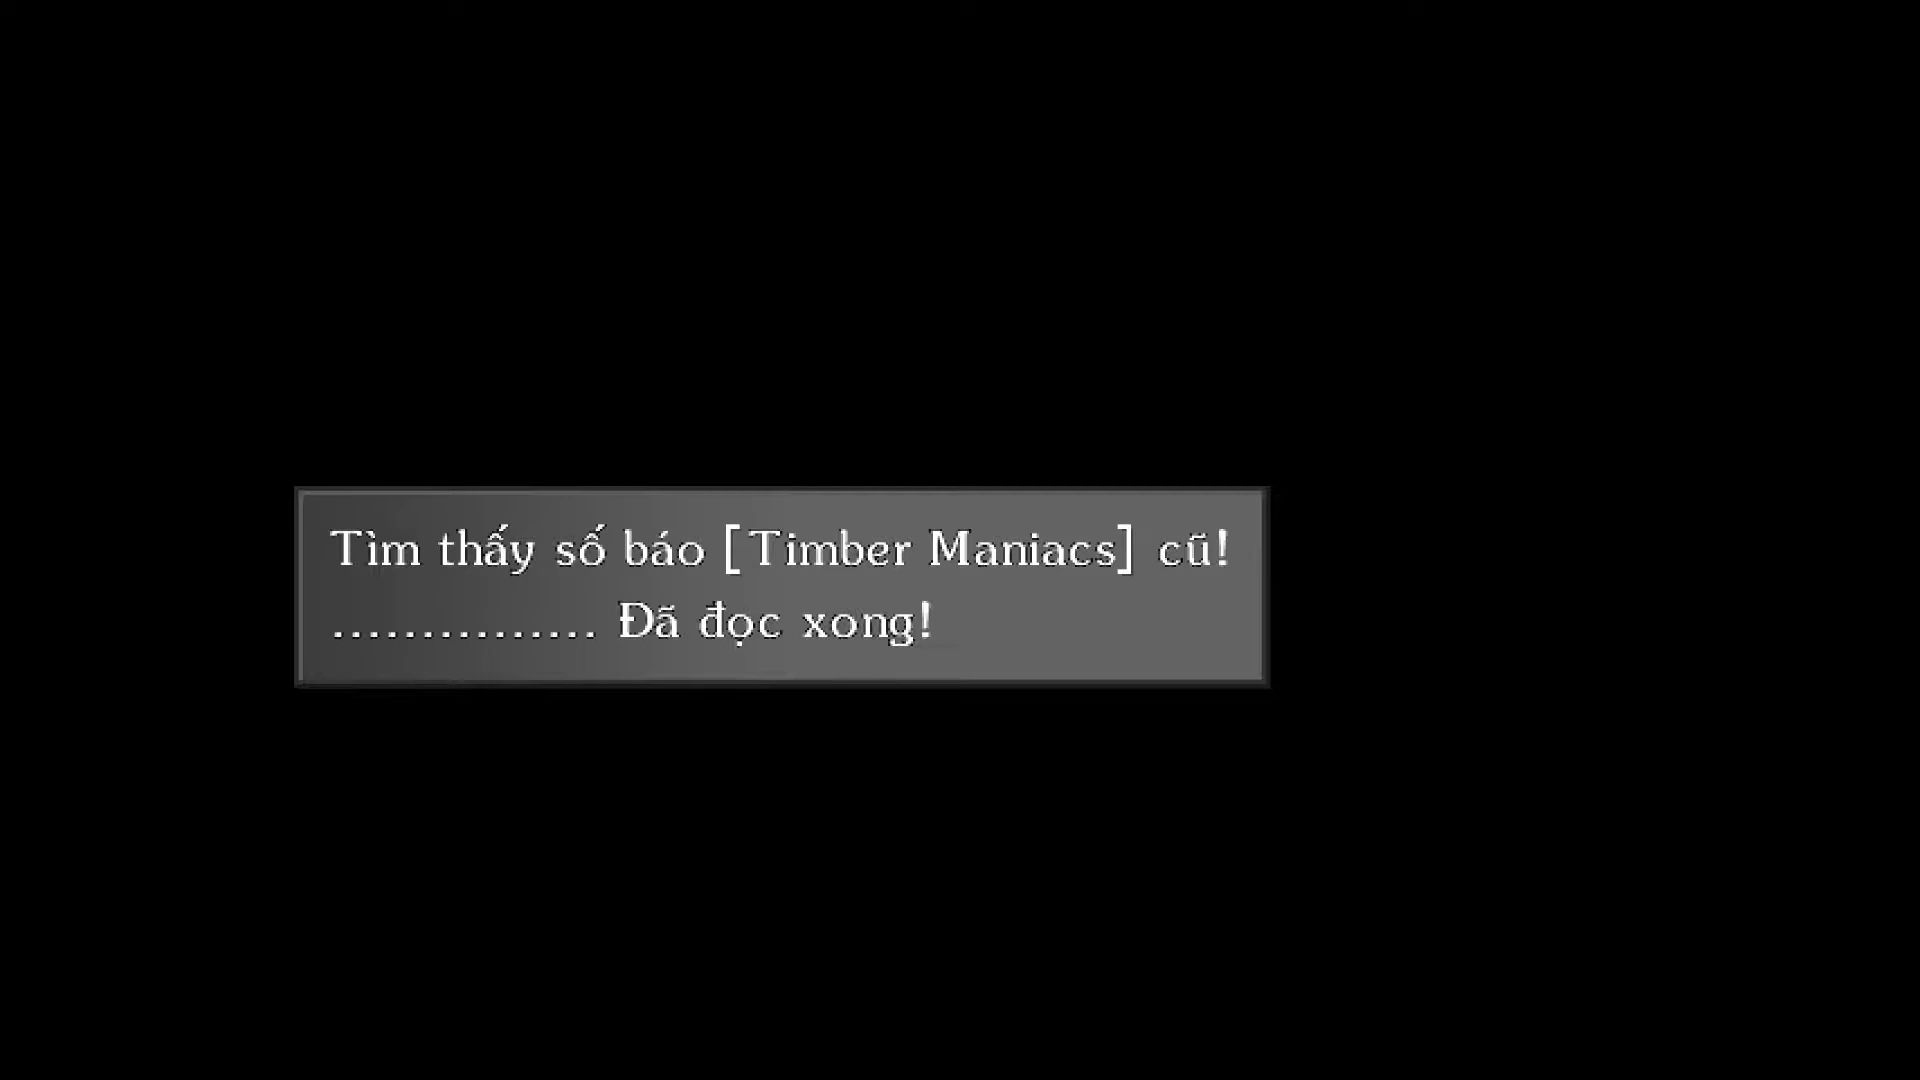 Tìm thấy số báo [Timber Maniacs] cũ!
............... Đã đọc xong!